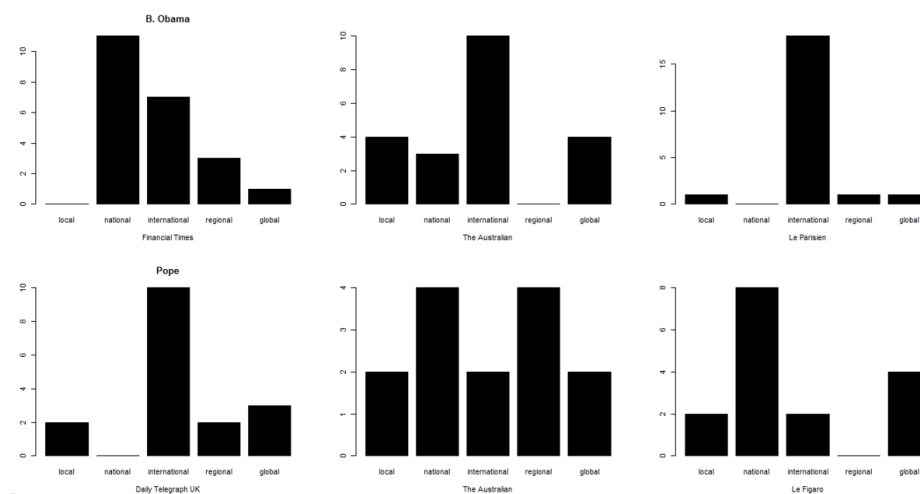 B. Obama
10
8
6
4
2
0
local national international regional global
Financial Times
10
8
6
4
2
0
local national international regional global
The Australian
15
10
5
0
local national international regional global
Le Parisien
Pope
10
8
6
4
2
0
local national international regional global
Daily Telegraph UK
4
3
2
1
0
local national international regional global
The Australian
8
6
4
2
0
local national international regional global
Le Figaro